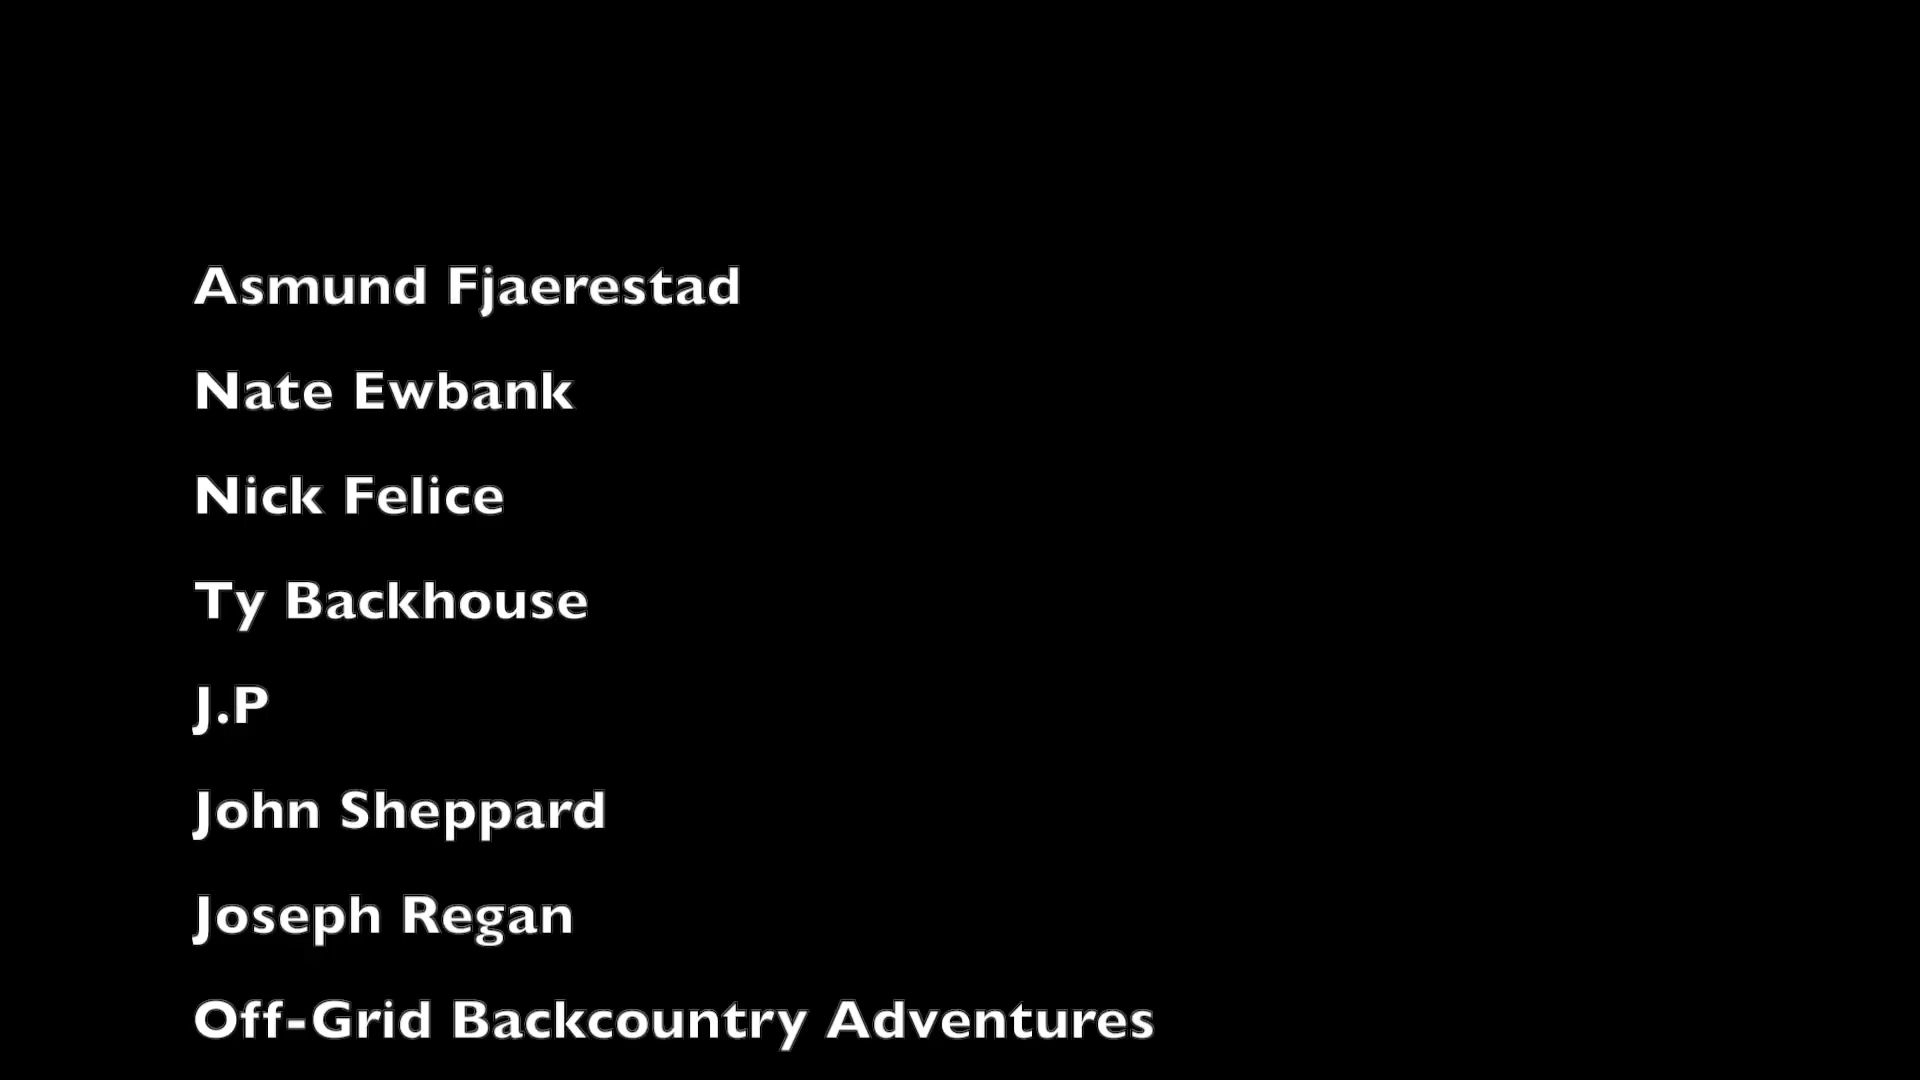 Asmund Fjaerestad
Nate Ewbank
Nick Felice
Ty Backhouse
J.P
John Sheppard
Joseph Regan
Off-Grid Backcountry Adventures